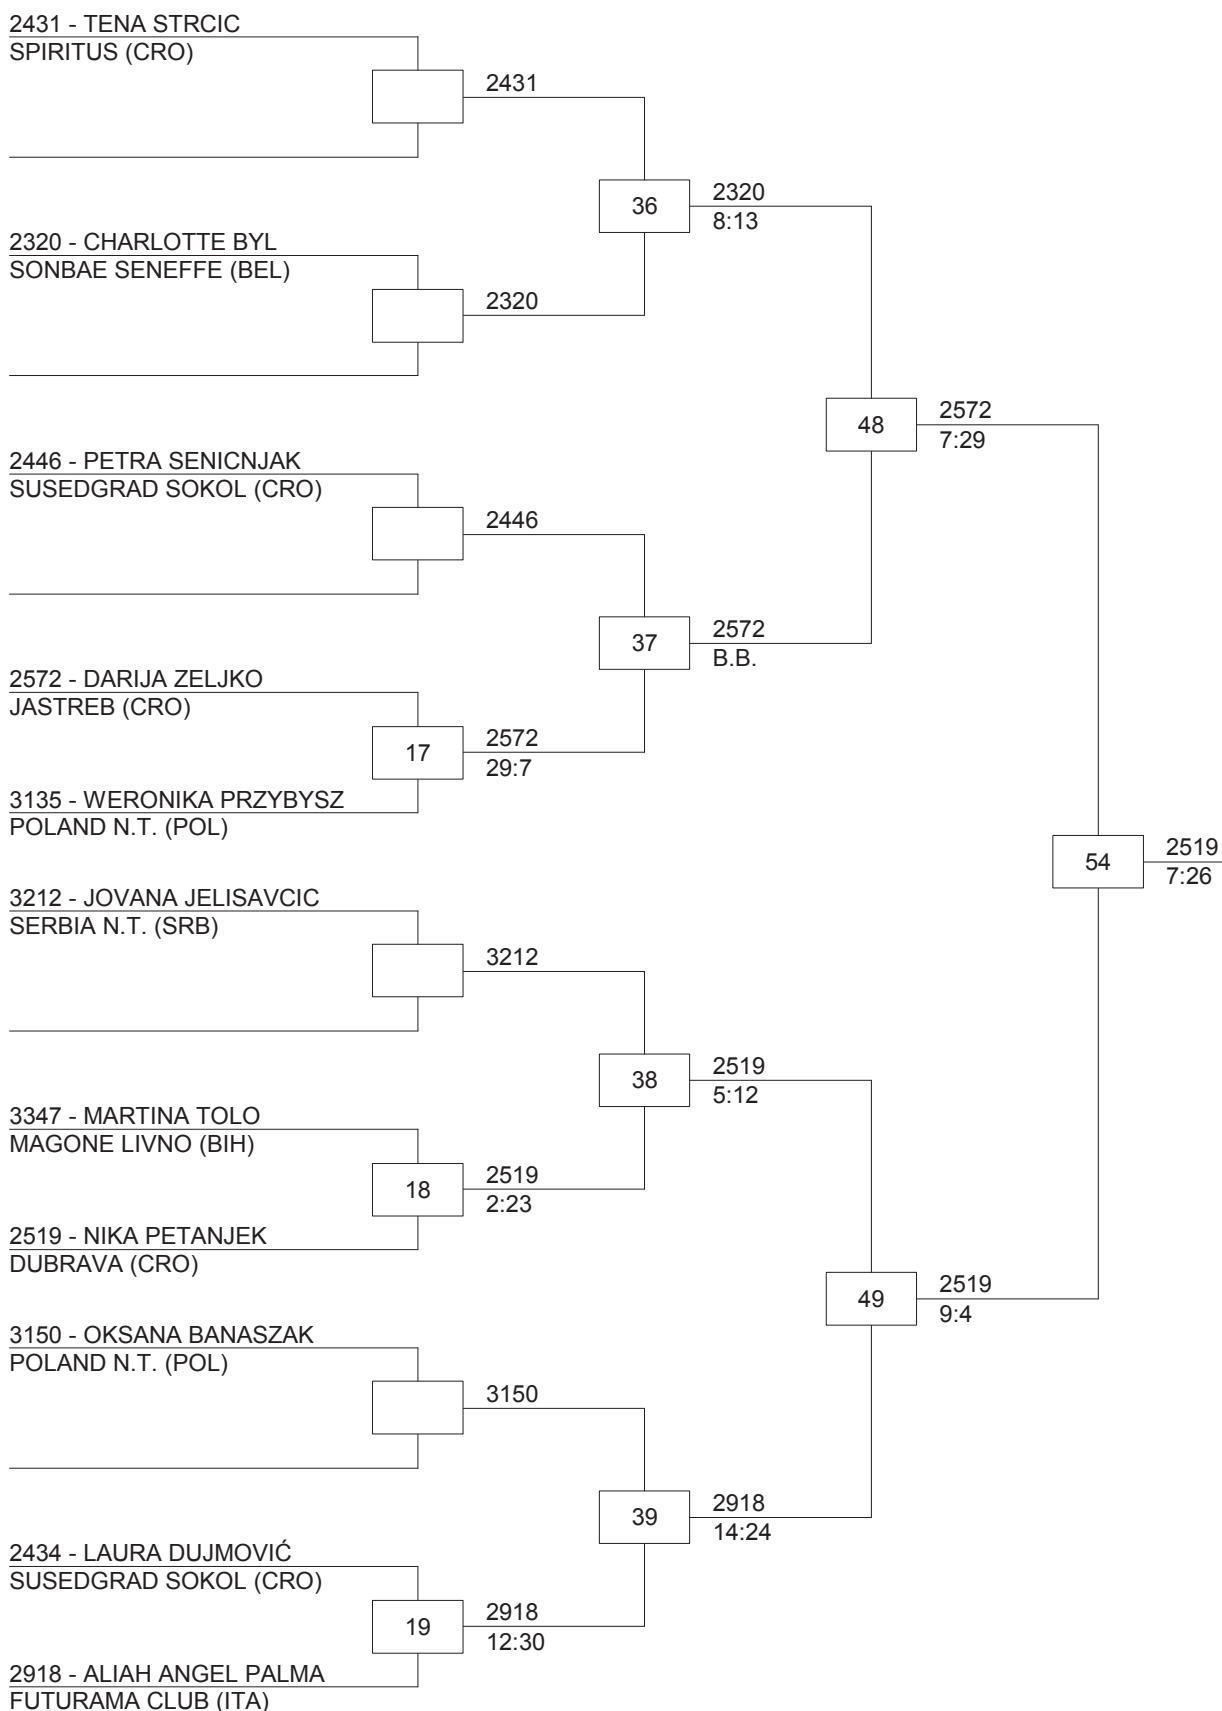 2431 - TENA STRCIC
SPIRITUS (CRO)
2431
36
2320
8:13
2320 - CHARLOTTE BYL
SONBAE SENEFFE (BEL)
2320
48
2572
7:29
2446 - PETRA SENICNJAK
SUSEDGRAD SOKOL (CRO)
2446
37
2572
B.B.
2572 - DARIJA ZELJKO
JASTREB (CRO)
17
2572
29:7
3135 - WERONIKA PRZYBYSZ
POLAND N.T. (POL)
54
2519
7:26
3212 - JOVANA JELISAVCIC
SERBIA N.T. (SRB)
3212
38
2519
5:12
3347 - MARTINA TOLO
MAGONE LIVNO (BIH)
18
2519
2:23
2519 - NIKA PETANJEK
DUBRAVA (CRO)
49
2519
9:4
3150 - OKSANA BANASZAK
POLAND N.T. (POL)
3150
39
2918
14:24
2434 - LAURA DUJMOVIĆ
SUSEDGRAD SOKOL (CRO)
19
2918
12:30
2918 - ALIAH ANGEL PALMA
FUTURAMA CLUB (ITA)